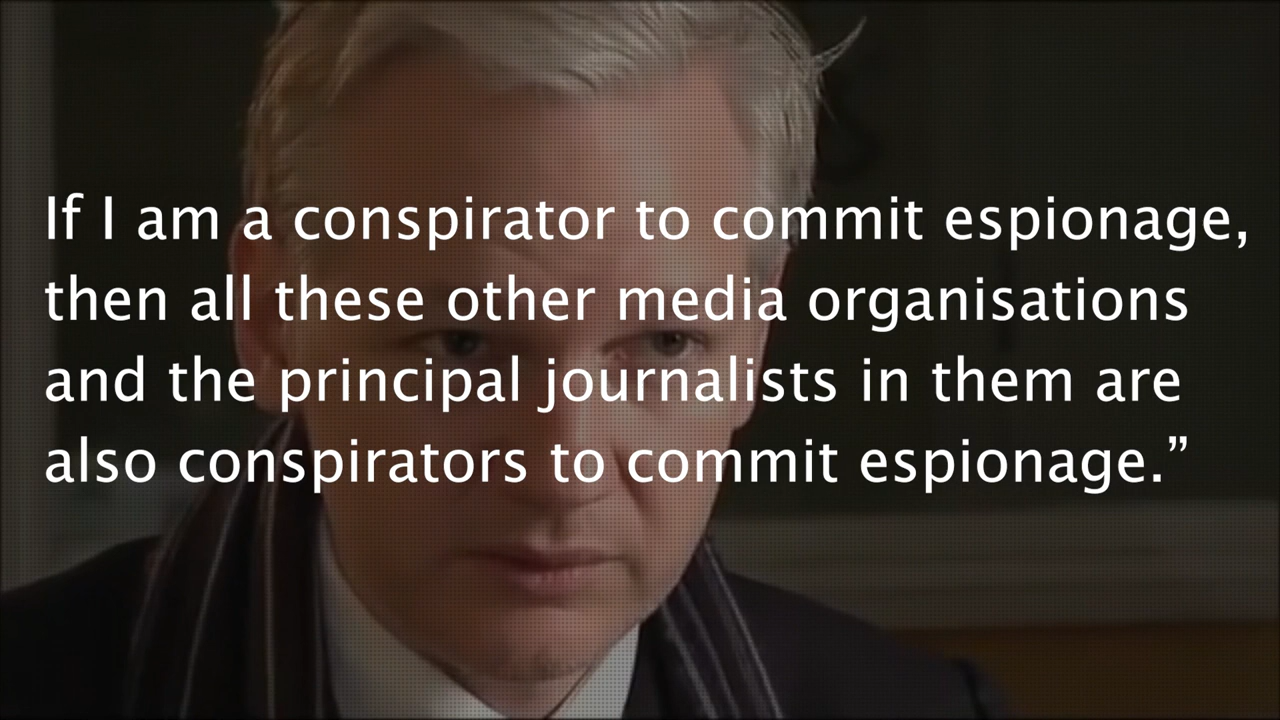 If I am a conspirator to commit espionage,
then all these other media organisations
and the principal journalists in them are
also conspirators to commit espionage.”